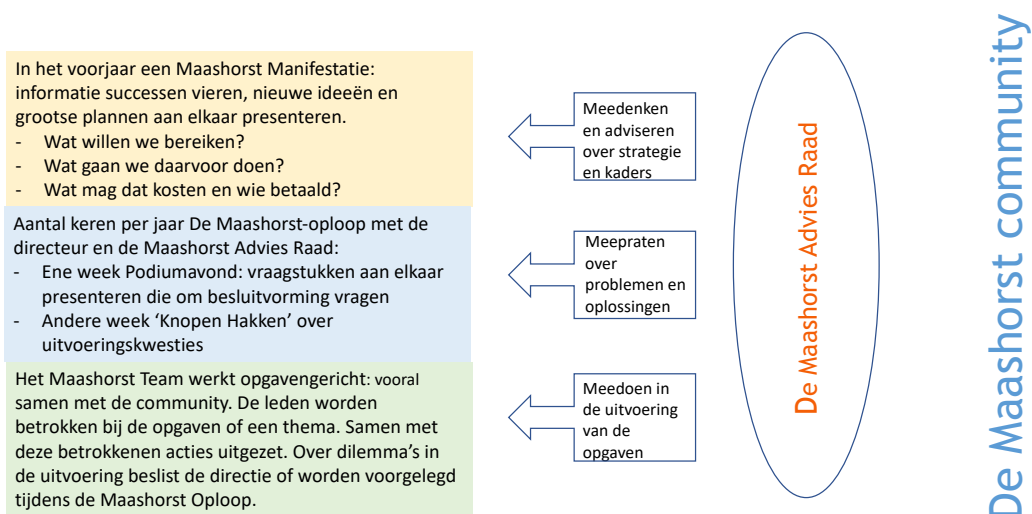 In het voorjaar een Maashorst Manifestatie:
informatie successen vieren, nieuwe ideeën en
grootse plannen aan elkaar presenteren.
- Wat willen we bereiken?
- Wat gaan we daarvoor doen?
- Wat mag dat kosten en wie betaald?
Aantal keren per jaar De Maashorst-oploop met de
directeur en de Maashorst Advies Raad:
- Ene week Podiumavond: vraagstukken aan elkaar
presenteren die om besluitvorming vragen
- Andere week ‘Knopen Hakken’ over
uitvoeringskwesties
Het Maashorst Team werkt opgavengericht: vooral
samen met de community. De leden worden
betrokken bij de opgaven of een thema. Samen met
deze betrokkenen acties uitgezet. Over dilemma’s in
de uitvoering beslist de directie of worden voorgelegd
tijdens de Maashorst Oploop.
Meedenken
en adviseren
over strategie
en kaders
Meepraten
over
problemen en
oplossingen
Meedoen in
de uitvoering
van de
opgaven
De Maashorst Advies Raad
De Maashorst community